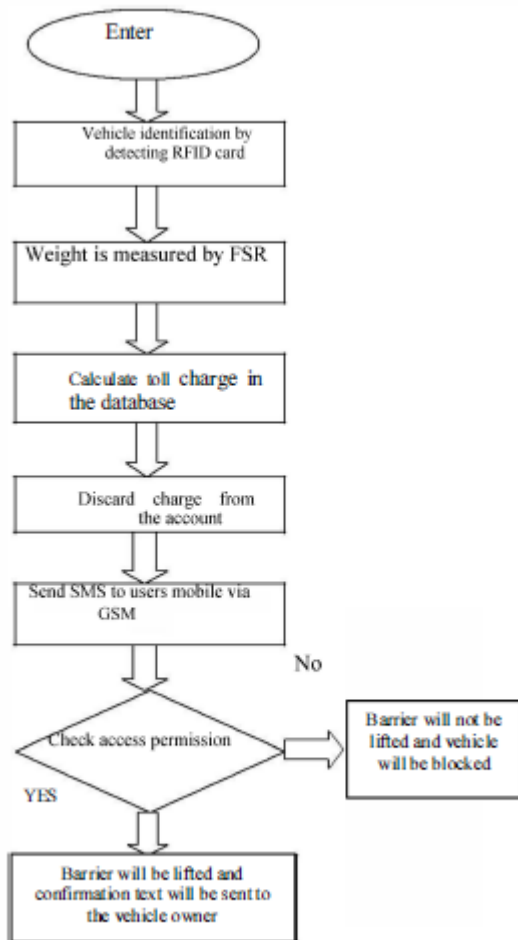 Enter
Vehicle identification by
detecting RFID card
Weight is measured by FSR
Calculate toll charge in
the database
Discard charge from
the account
Send SMS to users mobile via
GSM
No
Check access permission
Barrier will not be
lifted and vehicle
will be blocked
YES
Barrier will be lifted and
confirmation text will be sent to
the vehicle owner